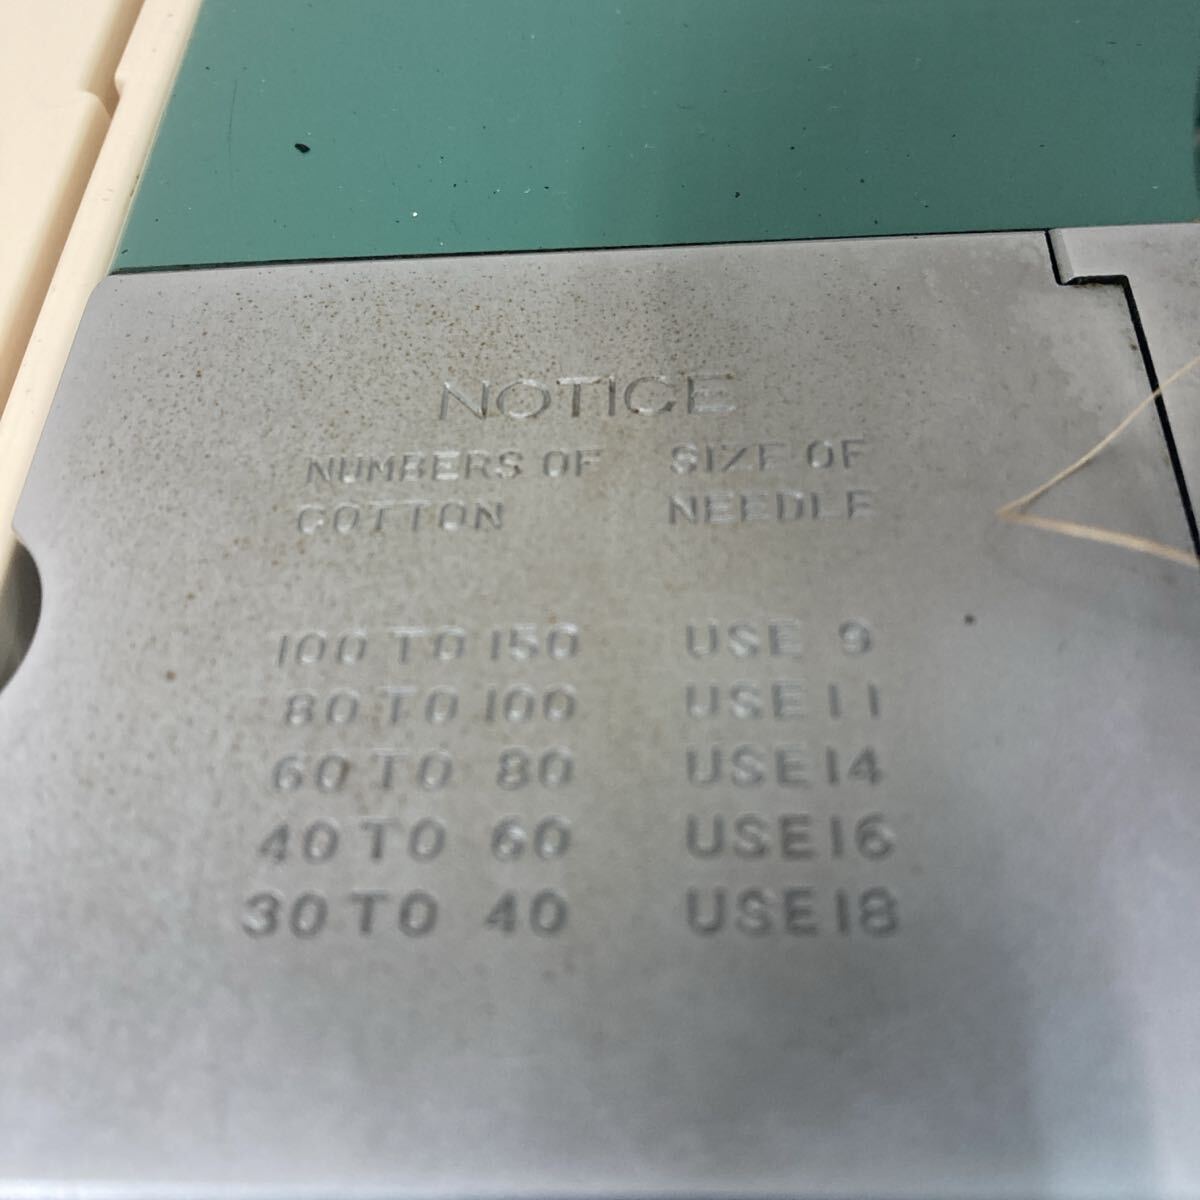 NOTICE
NUMBERS OF SIZE OF
COTTON NEEDLE
100 TO 150 USE 9
80 TO 100 USE 11
60 TO 80 USE 14
40 TO 60 USE 16
30 TO 40 USE 18